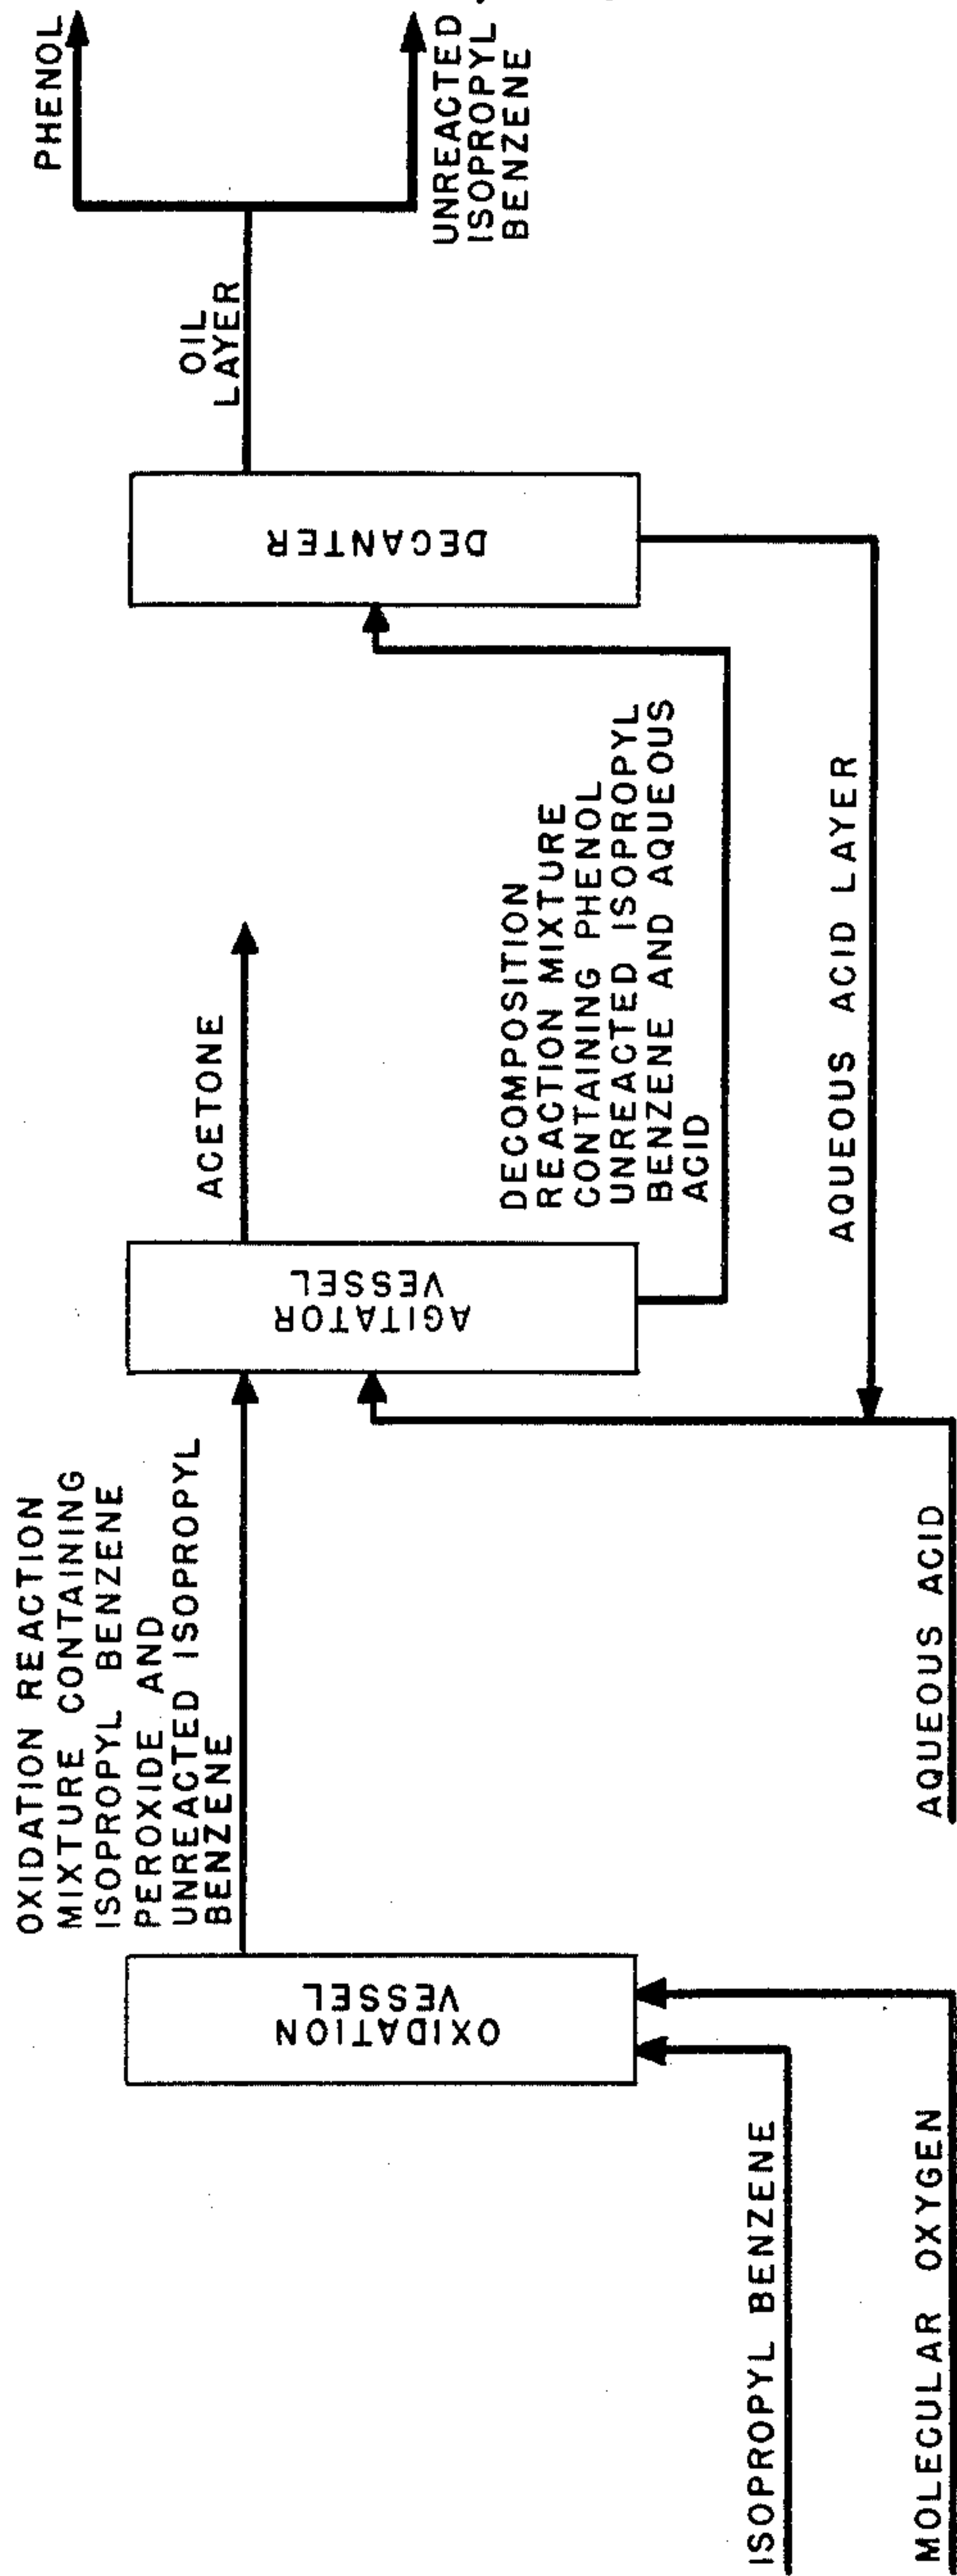 ISOPROPYL BENZENE
MOLECULAR OXYGEN
OXIDATION
VESSEL
OXIDATION REACTION
MIXTURE CONTAINING
ISOPROPYL BENZENE
PEROXIDE AND
UNREACTED ISOPROPYL
BENZENE
AQUEOUS ACID
AGITATOR
VESSEL
ACETONE
DECOMPOSITION
REACTION MIXTURE
CONTAINING PHENOL
UNREACTED ISOPROPYL
BENZENE AND AQUEOUS
ACID
AQUEOUS ACID LAYER
DECANTER
OIL
LAYER
PHENOL
UNREACTED
ISOPROPYL
BENZENE